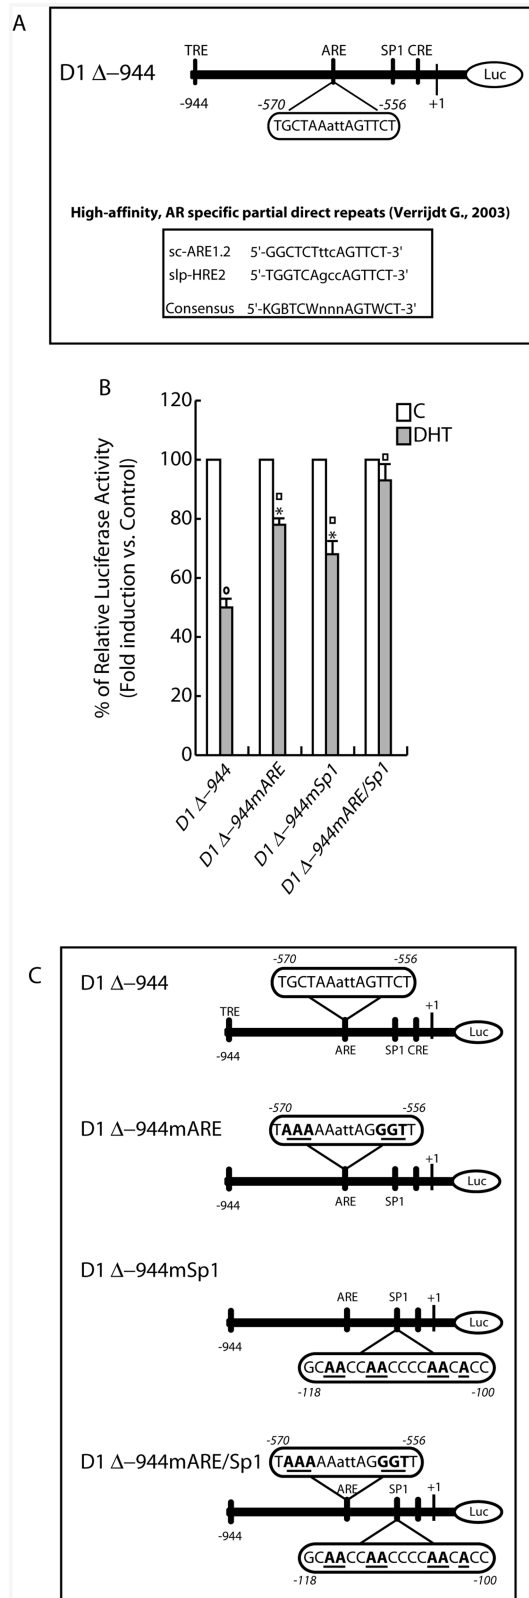 A
TRE ARE SP1 CRE
D1 Δ−944
Luc
-944 -570 -556 +1
TGCTAAattAGTTCT
High-affinity, AR specific partial direct repeats (Verrijdt G., 2003)
sc-ARE1.2 5'-GGCTCTttcAGTTCT-3'
slp-HRE2 5'-TGGTCAgccAGTTCT-3'
Consensus 5'-KGBTCWnnnAGTWCT-3'
B
% of Relative Luciferase Activity
(Fold induction vs. Control)
120
100
80
60
40
20
0
C
DHT
*
*
D1 Δ−944
D1 Δ−944mARE
D1 Δ−944mSp1
D1 Δ−944mARE/Sp1
C
-570 -556
D1 Δ−944
TGCTAAattAGTTCT
TRE +1
Luc
-944 ARE SP1 CRE
-570 -556
D1 Δ−944mARE
TAAAAAattAGGGTT
+1
Luc
-944 ARE SP1
D1 Δ−944mSp1
ARE SP1 +1
Luc
-944
GCAACCAACCCCAACACC
-118 -100
-570 -556
D1 Δ−944mARE/Sp1
TAAAAAattAGGGTT
ARE SP1 +1
Luc
-944
GCAACCAACCCCAACACC
-118 -100